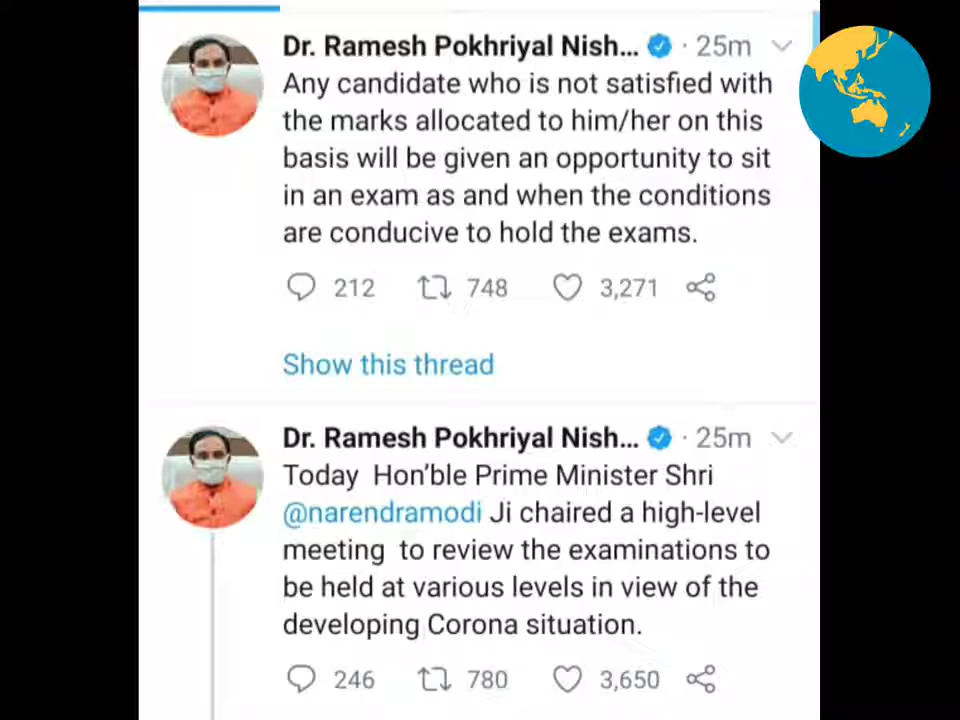 Dr. Ramesh Pokhriyal Nish... · 25m
Any candidate who is not satisfied with
the marks allocated to him/her on this
basis will be given an opportunity to sit
in an exam as and when the conditions
are conducive to hold the exams.
212 748 3,271
Show this thread
Dr. Ramesh Pokhriyal Nish... · 25m
Today Hon'ble Prime Minister Shri
@narendramodi Ji chaired a high-level
meeting to review the examinations to
be held at various levels in view of the
developing Corona situation.
246 780 3,650